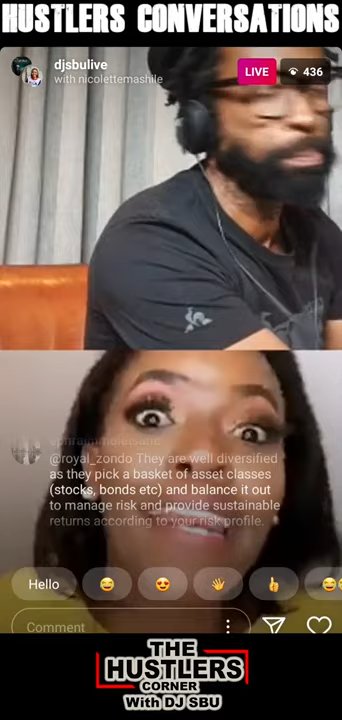 HUSTLERS CONVERSATIONS
djsbulive
with nicolettemashile
LIVE
436
@royal_zondo They are well diversified
as they pick a basket of asset classes
(stocks, bonds etc) and balance it out
to manage risk and provide sustainable
returns according to your risk profile.
Hello
Comment
THE
HUSTLERS
CORNER
With DJ SBU